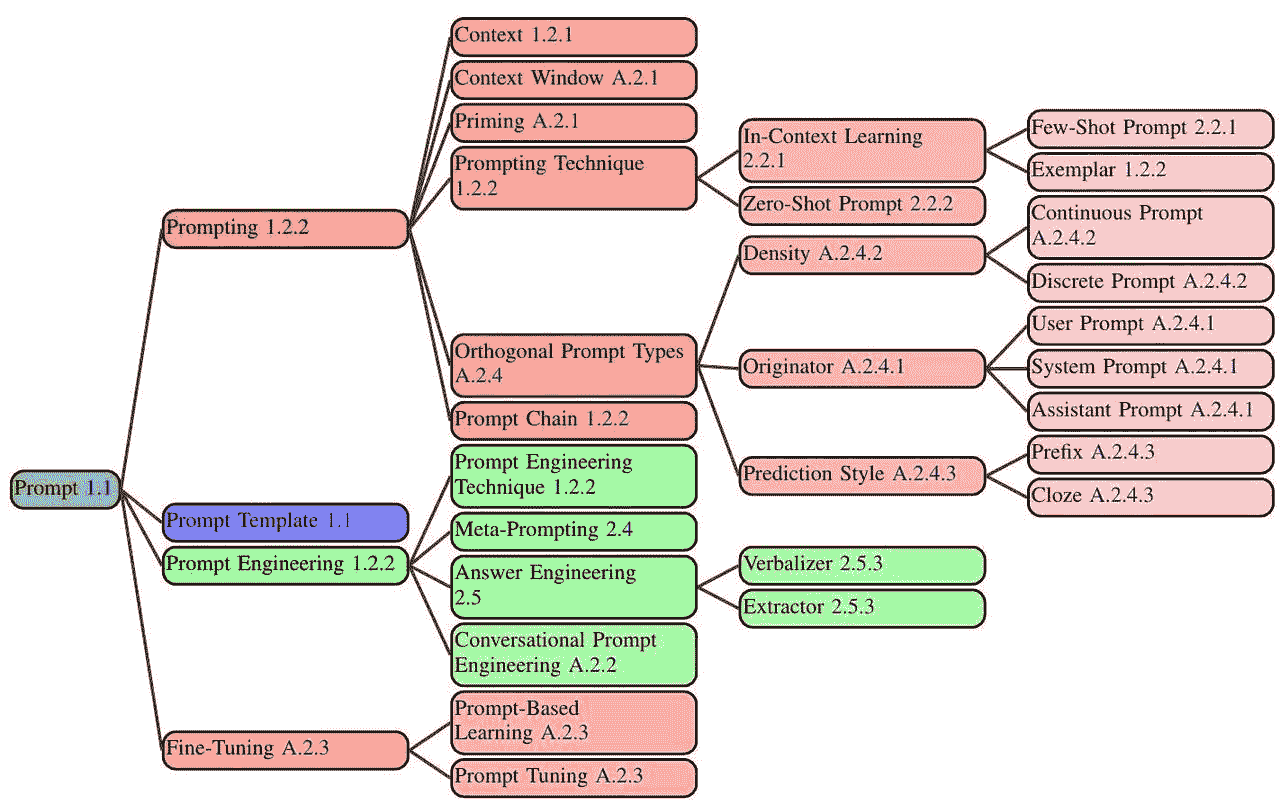 Prompt 1.1
Prompting 1.2.2
Context 1.2.1
Context Window A.2.1
Priming A.2.1
Prompting Technique
1.2.2
In-Context Learning
2.2.1
Few-Shot Prompt 2.2.1
Exemplar 1.2.2
Zero-Shot Prompt 2.2.2
Orthogonal Prompt Types
A.2.4
Density A.2.4.2
Continuous Prompt
A.2.4.2
Discrete Prompt A.2.4.2
Originator A.2.4.1
User Prompt A.2.4.1
System Prompt A.2.4.1
Assistant Prompt A.2.4.1
Prediction Style A.2.4.3
Prefix A.2.4.3
Cloze A.2.4.3
Prompt Chain 1.2.2
Prompt Template 1.1
Prompt Engineering 1.2.2
Prompt Engineering
Technique 1.2.2
Meta-Prompting 2.4
Answer Engineering
2.5
Verbalizer 2.5.3
Extractor 2.5.3
Conversational Prompt
Engineering A.2.2
Fine-Tuning A.2.3
Prompt-Based
Learning A.2.3
Prompt Tuning A.2.3